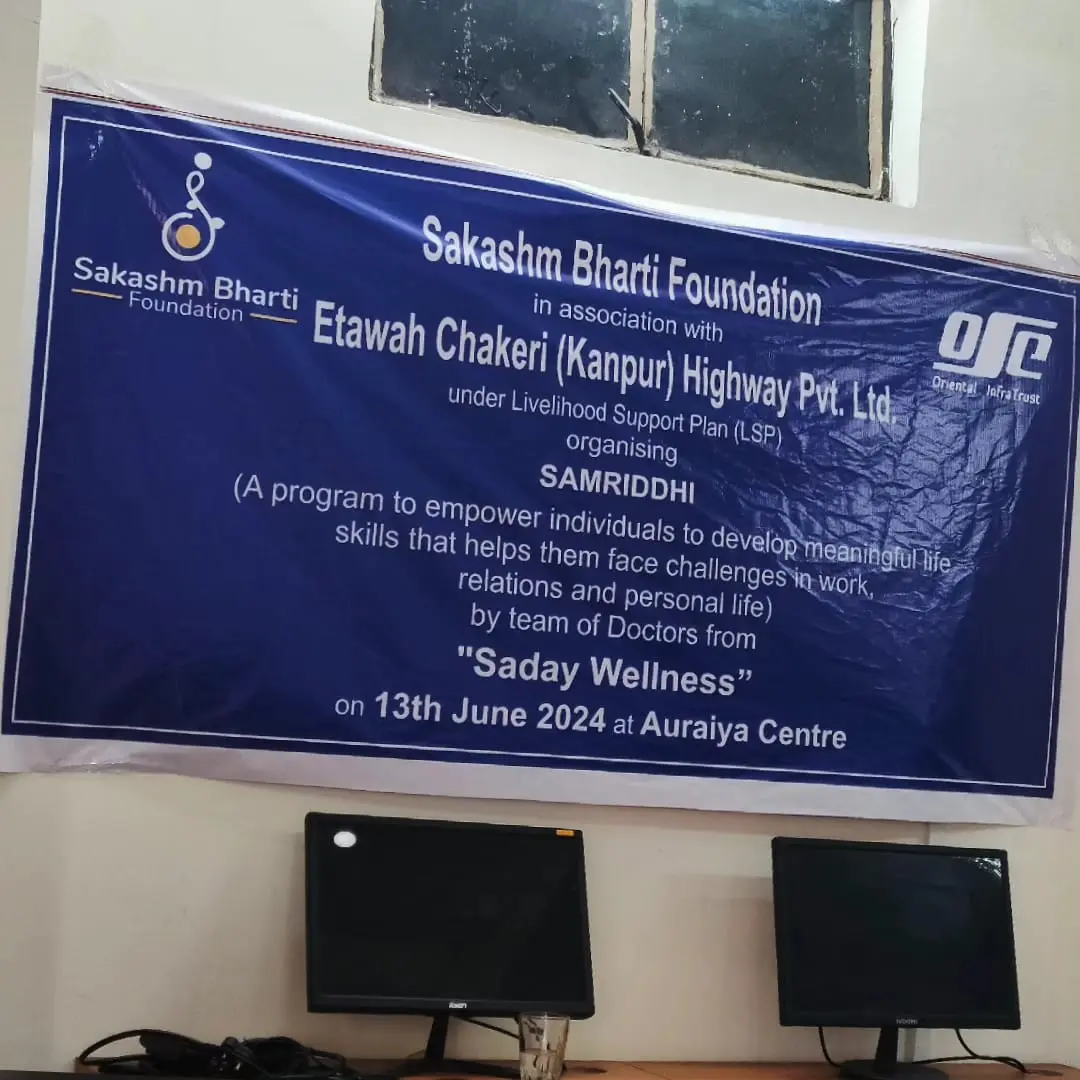 Sakashm Bharti
Foundation
Sakashm Bharti Foundation
in association with
Etawah Chakeri (Kanpur) Highway Pvt. Ltd.
under Livelihood Support Plan (LSP)
organising
SAMRIDDHI
(A program to empower individuals to develop meaningful life
skills that helps them face challenges in work,
relations and personal life)
by team of Doctors from
"Saday Wellness”
on 13th June 2024 at Auraiya Centre
Oriental InfraTrust